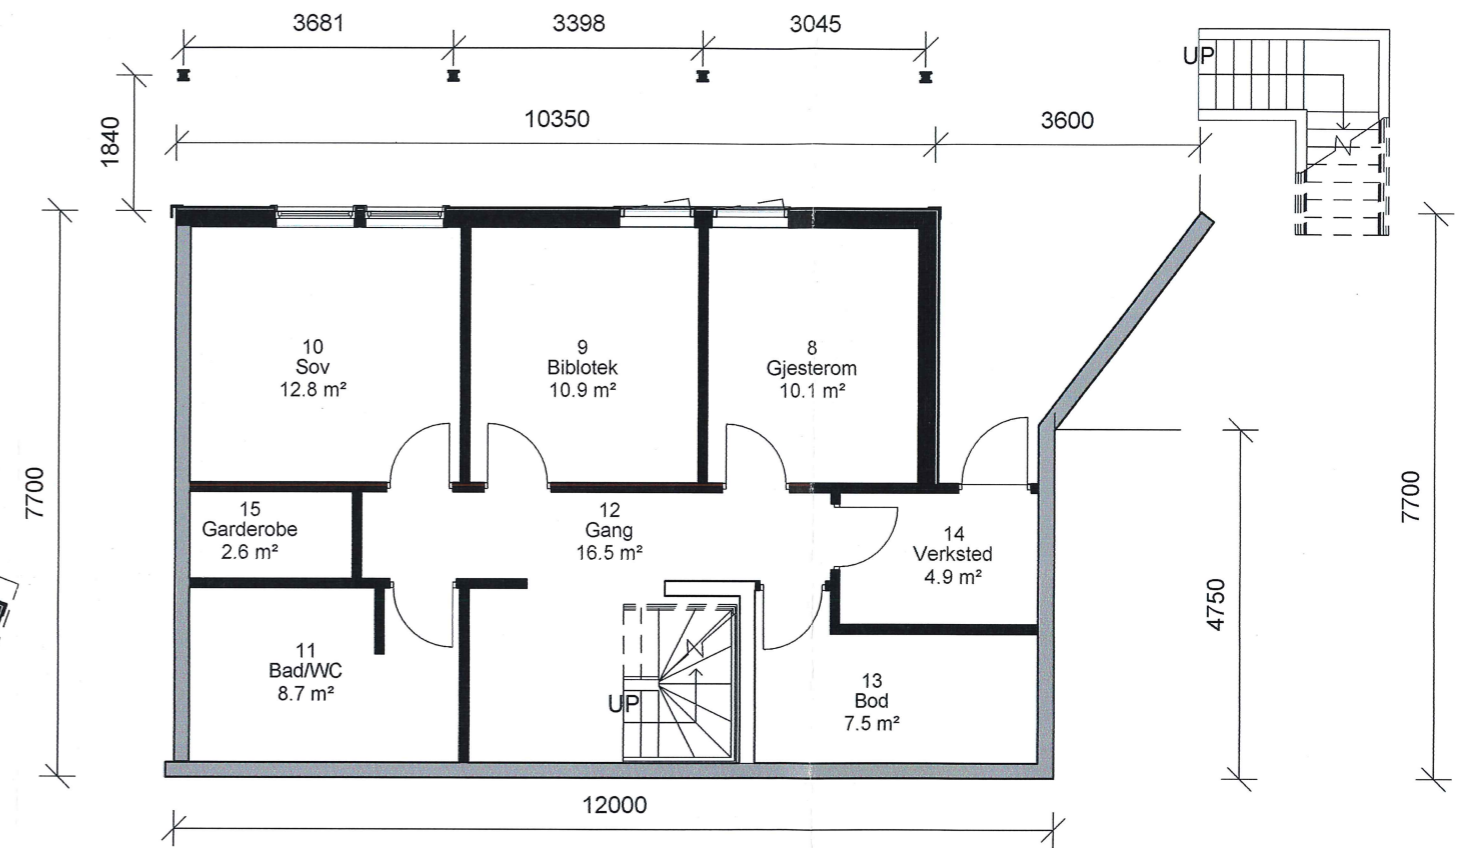 3681
3398
3045
UP
1840
10350
3600
10
Sov
12.8 m²
9
Biblotek
10.9 m²
8
Gjesterom
10.1 m²
7700
15
Garderobe
2.6 m²
12
Gang
16.5 m²
14
Verksted
4.9 m²
7700
4750
11
Bad/WC
8.7 m²
UP
13
Bod
7.5 m²
12000